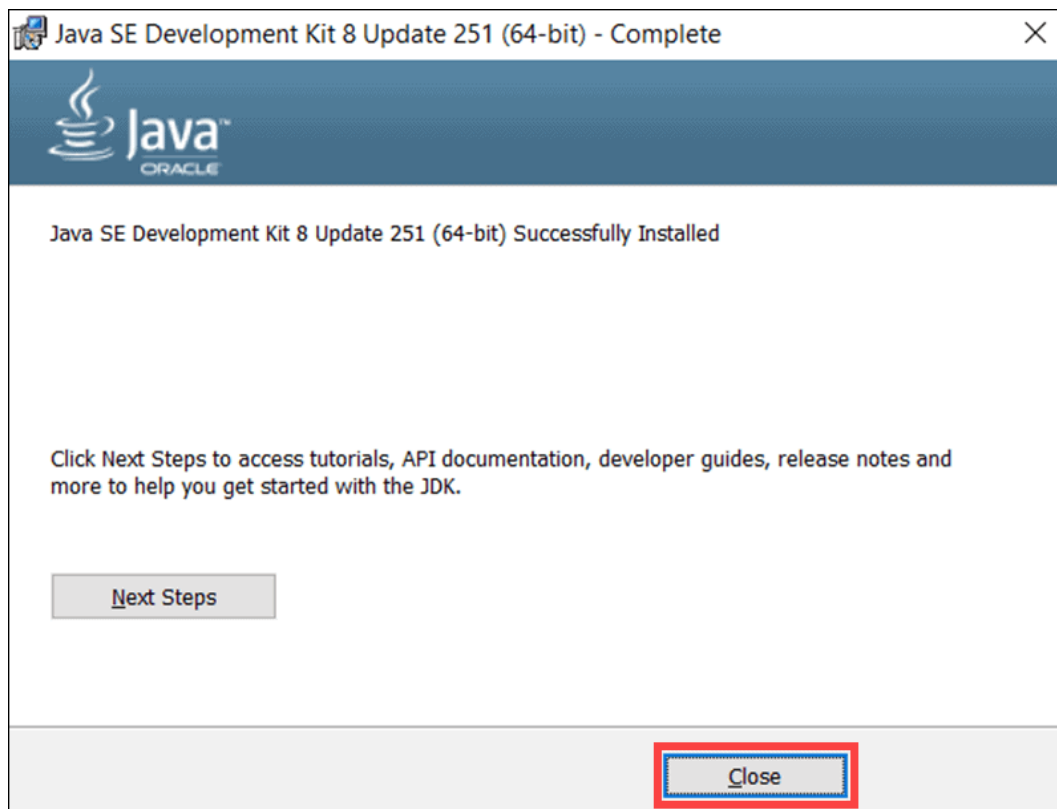 Java SE Development Kit 8 Update 251 (64-bit) - Complete
Java™
ORACLE
Java SE Development Kit 8 Update 251 (64-bit) Successfully Installed
Click Next Steps to access tutorials, API documentation, developer guides, release notes and
more to help you get started with the JDK.
Next Steps
Close